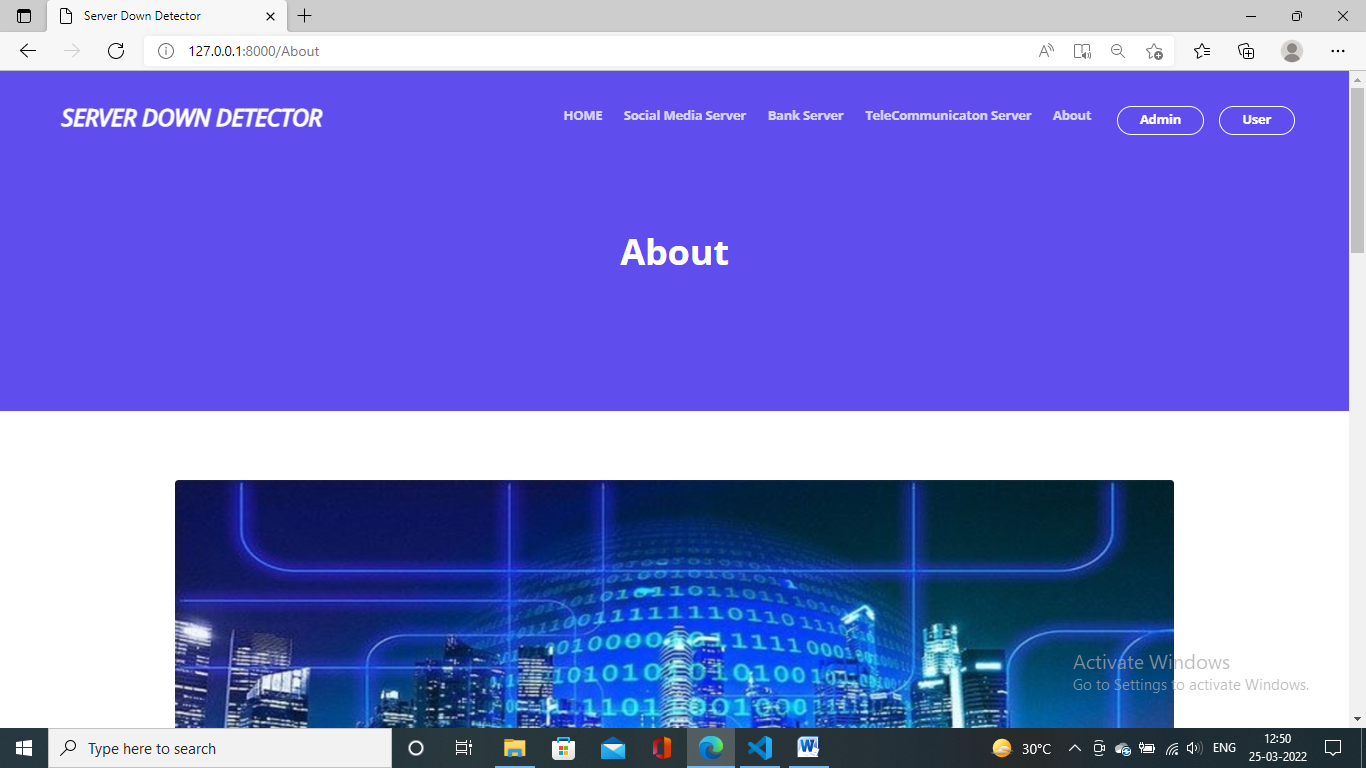 Server Down Detector
127.0.0.1:8000/About
SERVER DOWN DETECTOR
HOME Social Media Server Bank Server TeleCommunicaton Server About Admin User
About
Activate Windows
Go to Settings to activate Windows.
Type here to search
30°C
ENG
12:50
25-03-2022